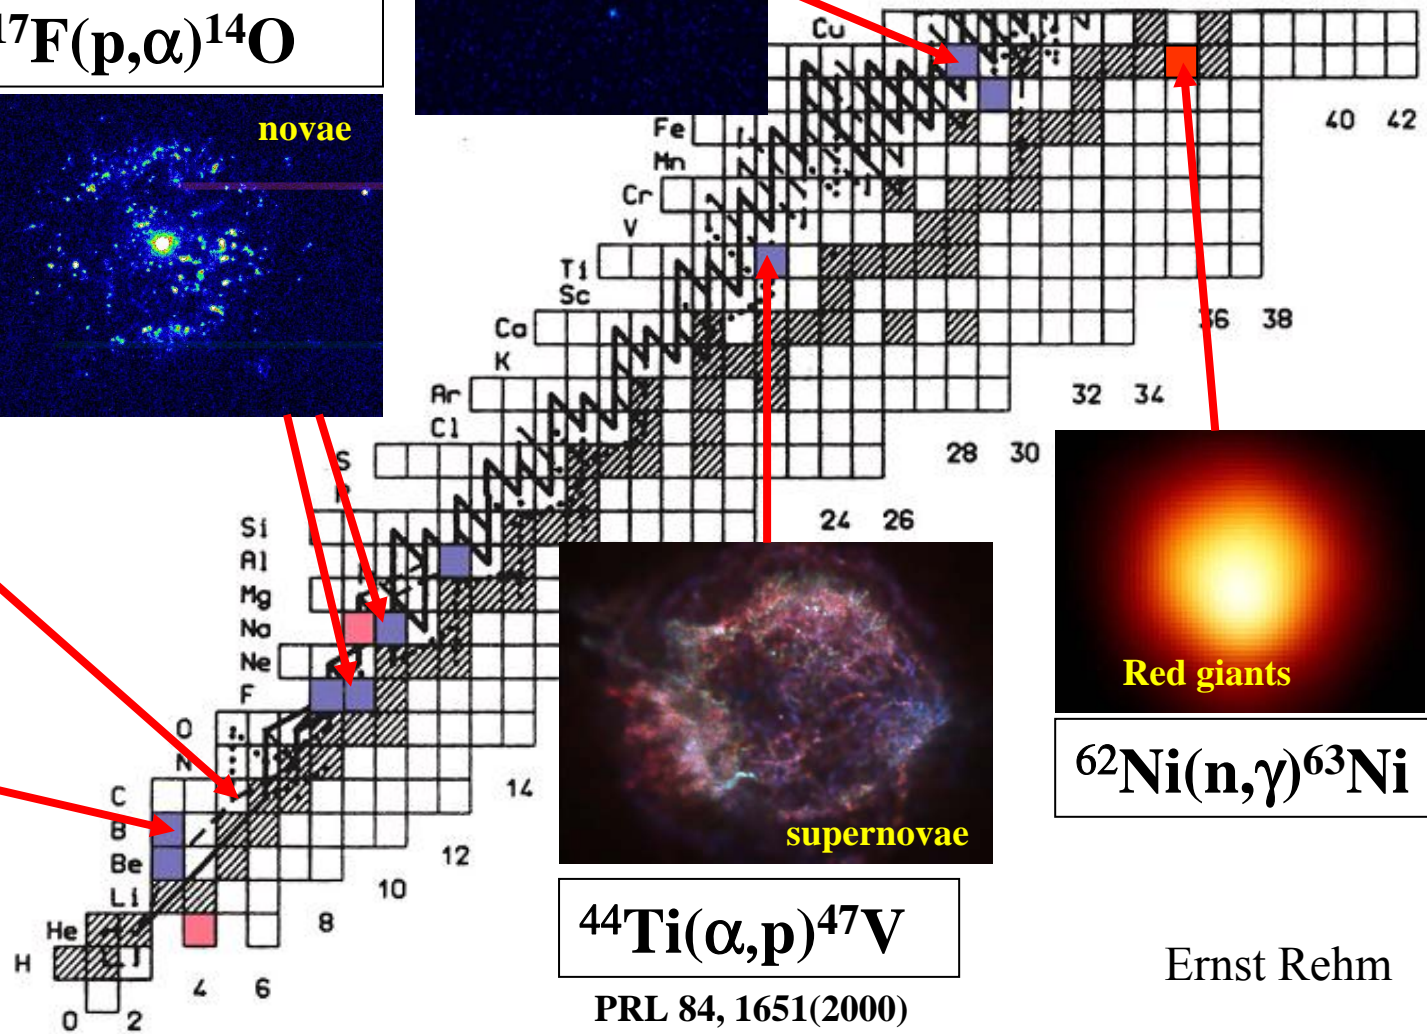 ¹⁷F(p,α)¹⁴O
novae
Cu
Fe
Mn
Cr
V
Ti
Sc
Ca
K
Ar
Cl
S
P
Si
Al
Mg
Na
Ne
F
O
N
C
B
Be
Li
He
H
0
2
4
6
8
10
12
14
24 26
28 30
32 34
36 38
40 42
supernovae
⁴⁴Ti(α,p)⁴⁷V
PRL 84, 1651(2000)
Red giants
⁶²Ni(n,γ)⁶³Ni
Ernst Rehm